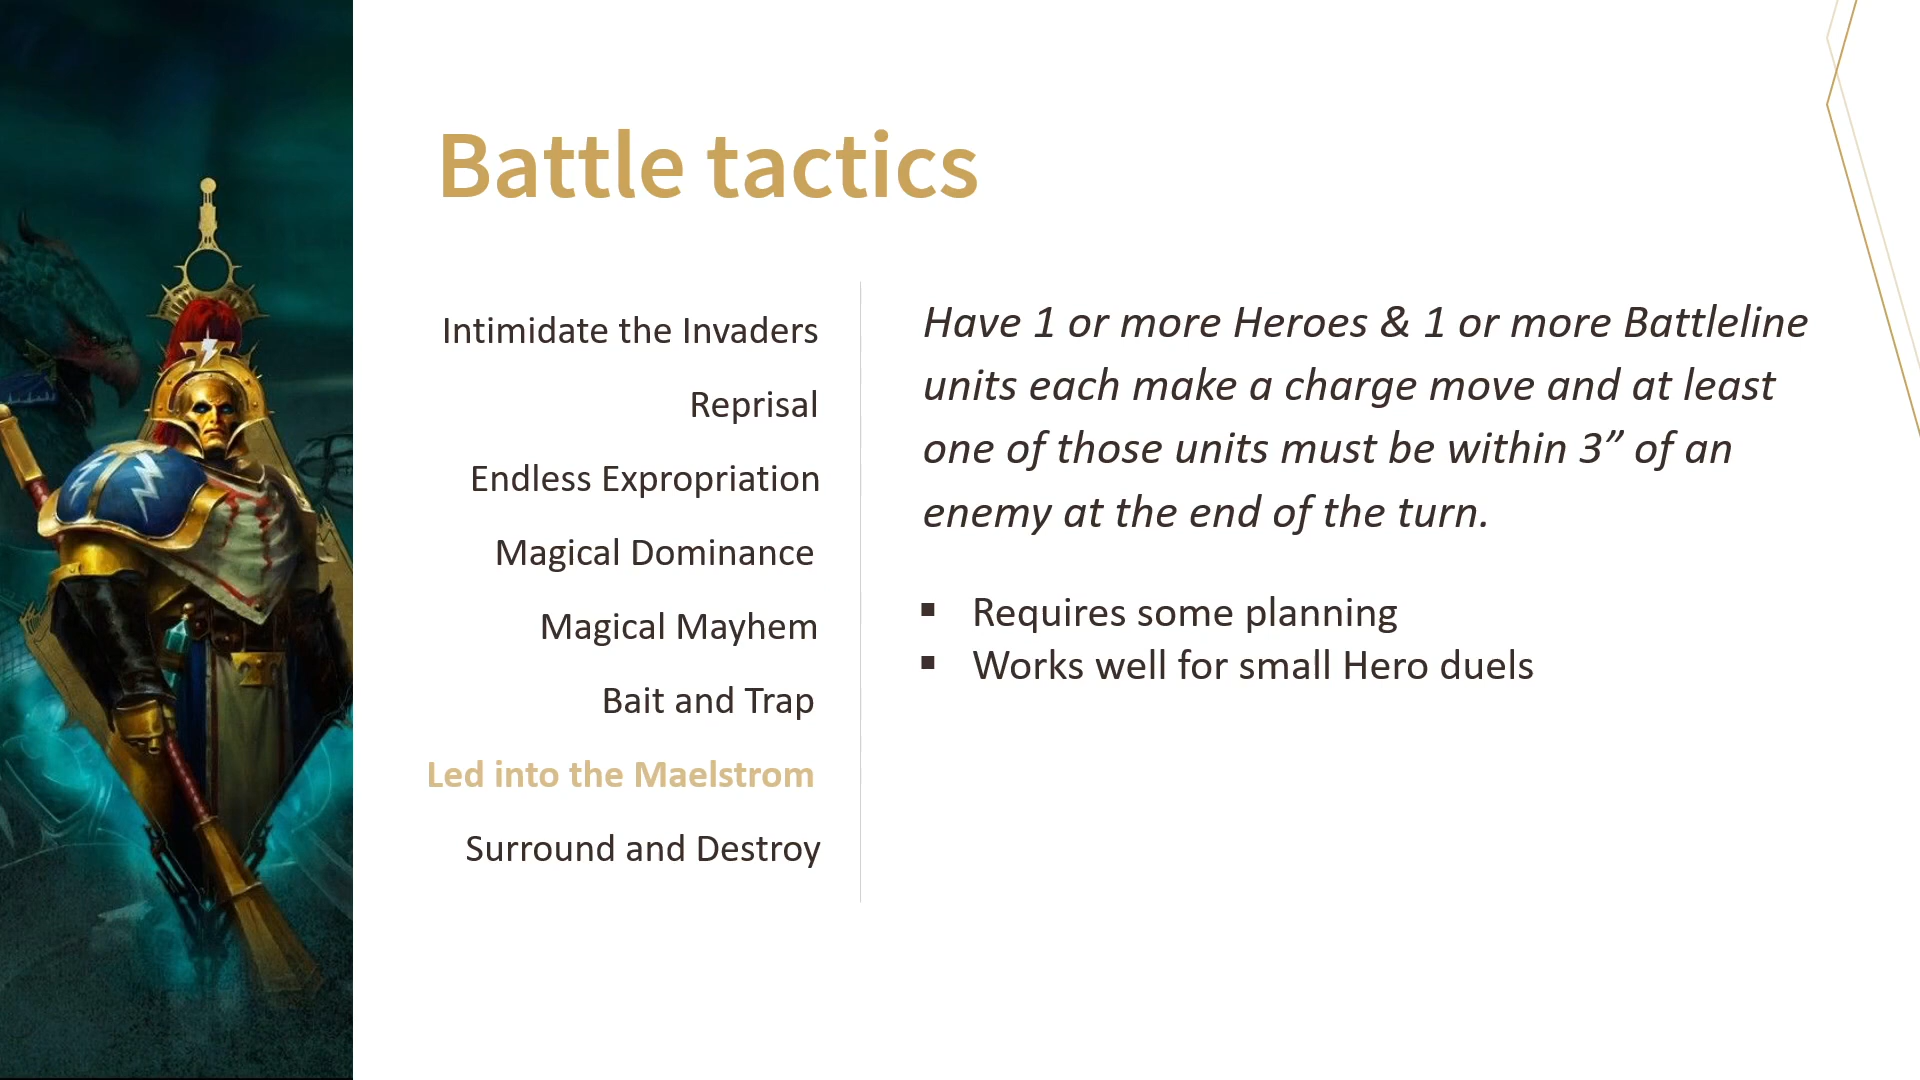 Battle tactics
Intimidate the Invaders
Reprisal
Endless Expropriation
Magical Dominance
Magical Mayhem
Bait and Trap
Led into the Maelstrom
Surround and Destroy
Have 1 or more Heroes & 1 or more Battleline
units each make a charge move and at least
one of those units must be within 3” of an
enemy at the end of the turn.
▪ Requires some planning
▪ Works well for small Hero duels